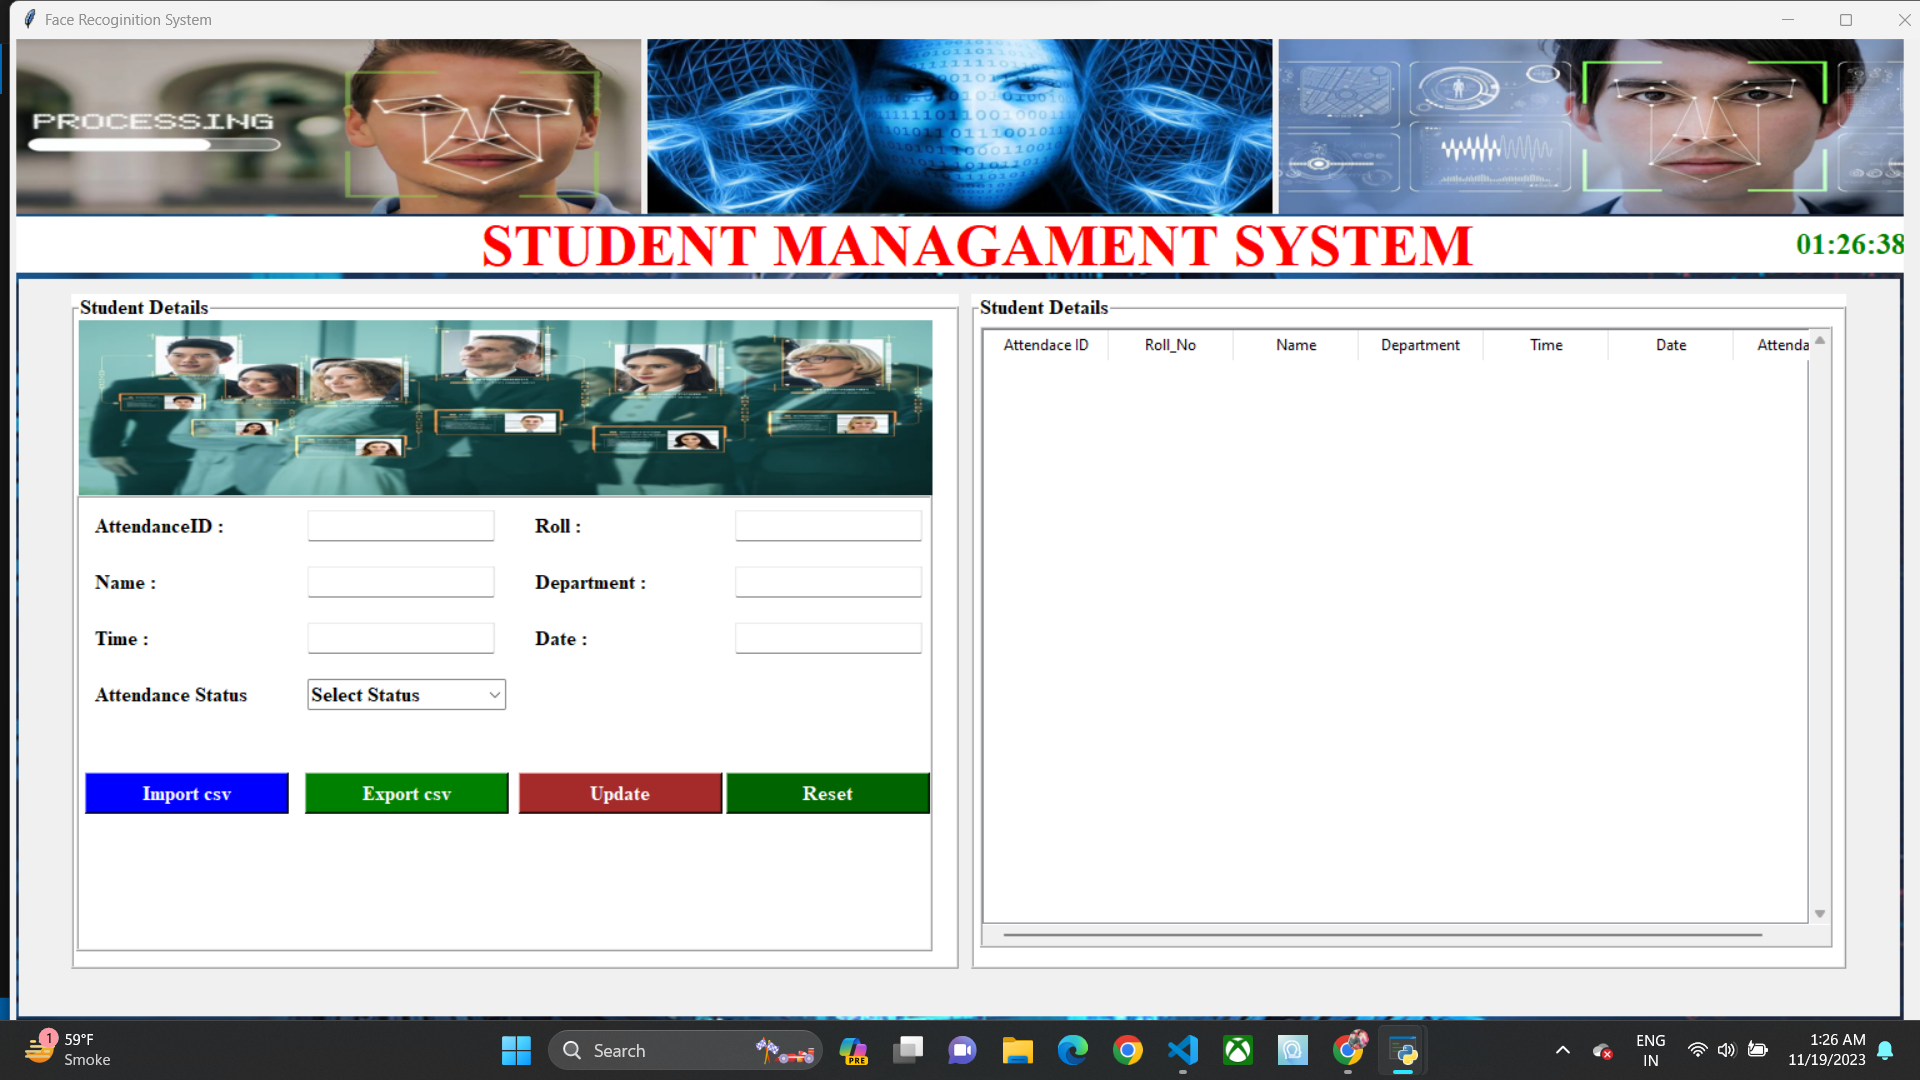 Face Recoginition System
PROCESSING
STUDENT MANAGAMENT SYSTEM
01:26:38
Student Details
AttendanceID :
Roll :
Name :
Department :
Time :
Date :
Attendance Status
Select Status
Import csv
Export csv
Update
Reset
Student Details
Attendace ID
Roll_No
Name
Department
Time
Date
Attenda
1
59°F
Smoke
Search
PRE
ENG
IN
1:26 AM
11/19/2023